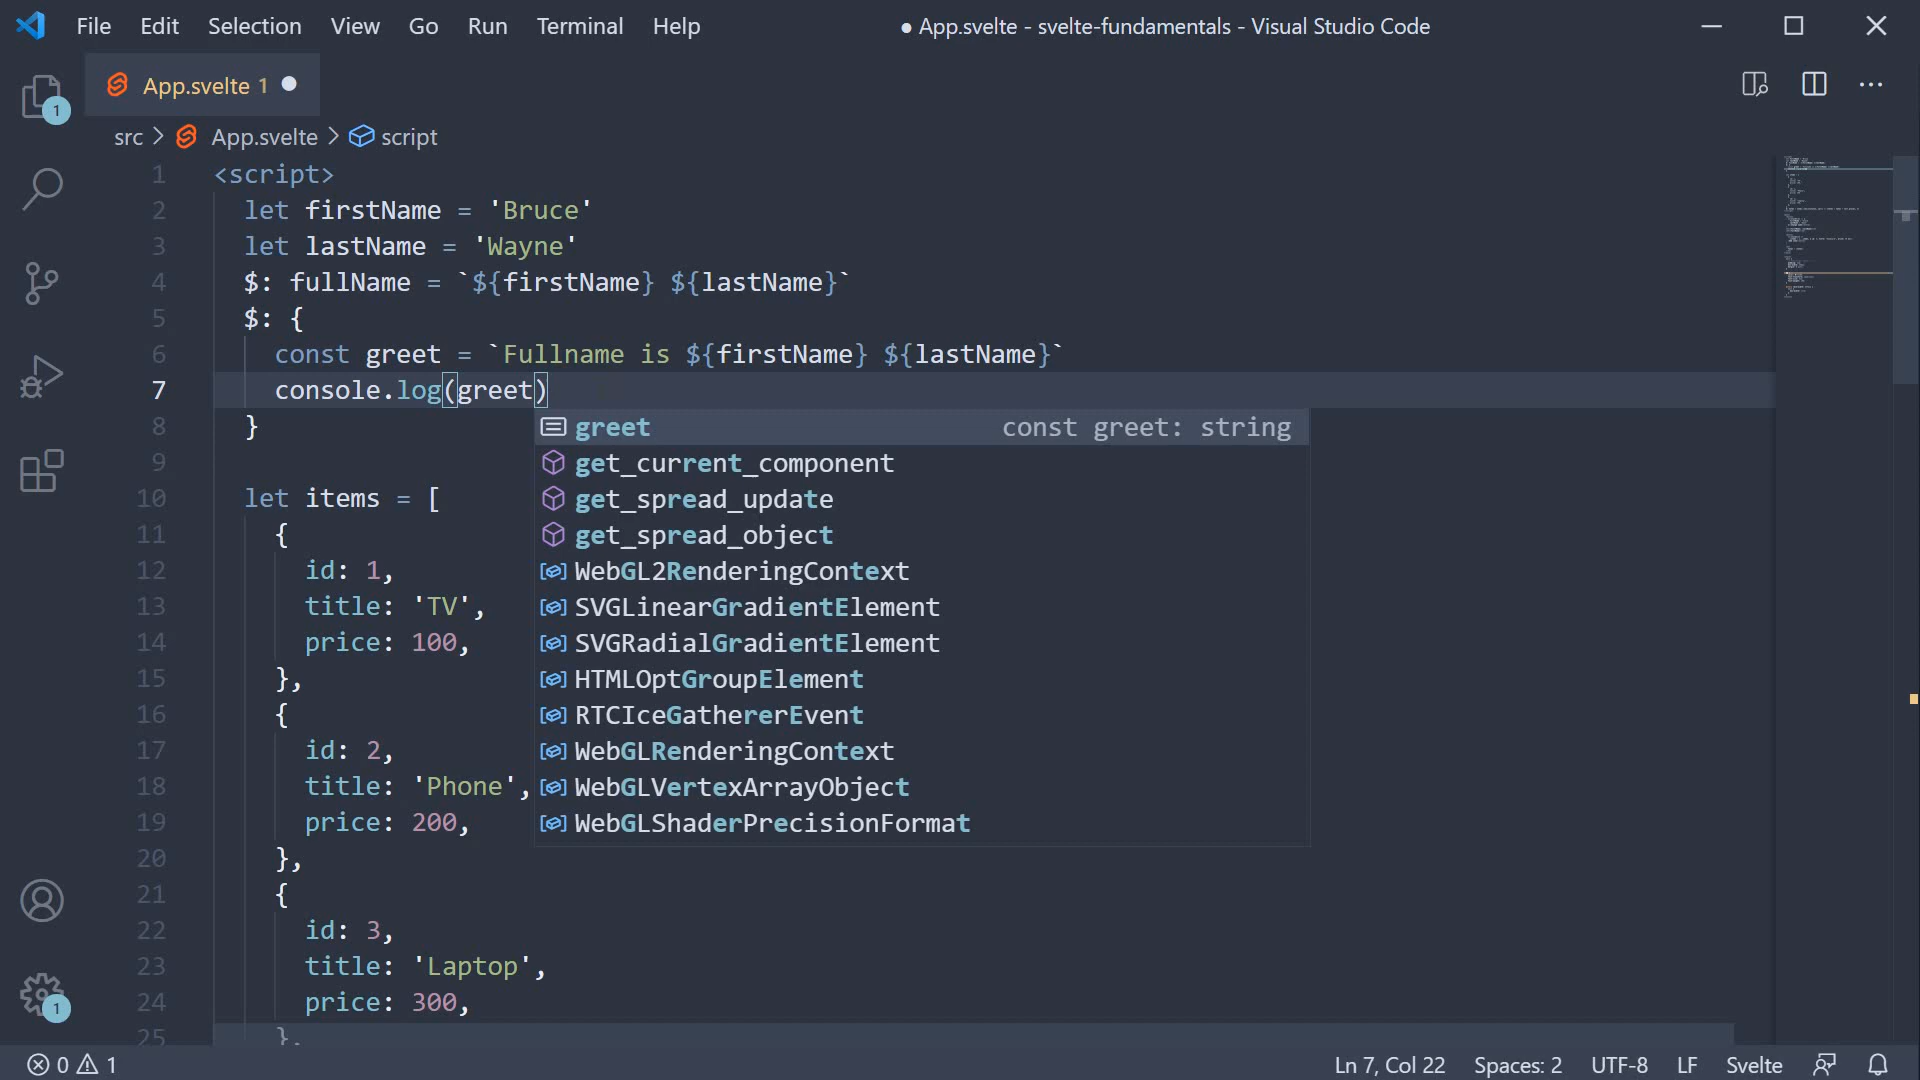 File Edit Selection View Go Run Terminal Help
● App.svelte - svelte-fundamentals - Visual Studio Code
App.svelte 1 ●
1
src > App.svelte > script
1 <script>
2 let firstName = 'Bruce'
3 let lastName = 'Wayne'
4 $: fullName = `${firstName} ${lastName}`
5 $: {
6 const greet = `Fullname is ${firstName} ${lastName}`
7 console.log(greet)
8 }
greet const greet: string
get_current_component
get_spread_update
get_spread_object
WebGL2RenderingContext
SVGLinearGradientElement
SVGRadialGradientElement
HTMLOptGroupElement
RTCIceGathererEvent
WebGLRenderingContext
WebGLVertexArrayObject
WebGLShaderPrecisionFormat
9
10 let items = [
11 {
12 id: 1,
13 title: 'TV',
14 price: 100,
15 },
16 {
17 id: 2,
18 title: 'Phone',
19 price: 200,
20 },
21 {
22 id: 3,
23 title: 'Laptop',
24 price: 300,
25 },
1
0 1
Ln 7, Col 22 Spaces: 2 UTF-8 LF Svelte